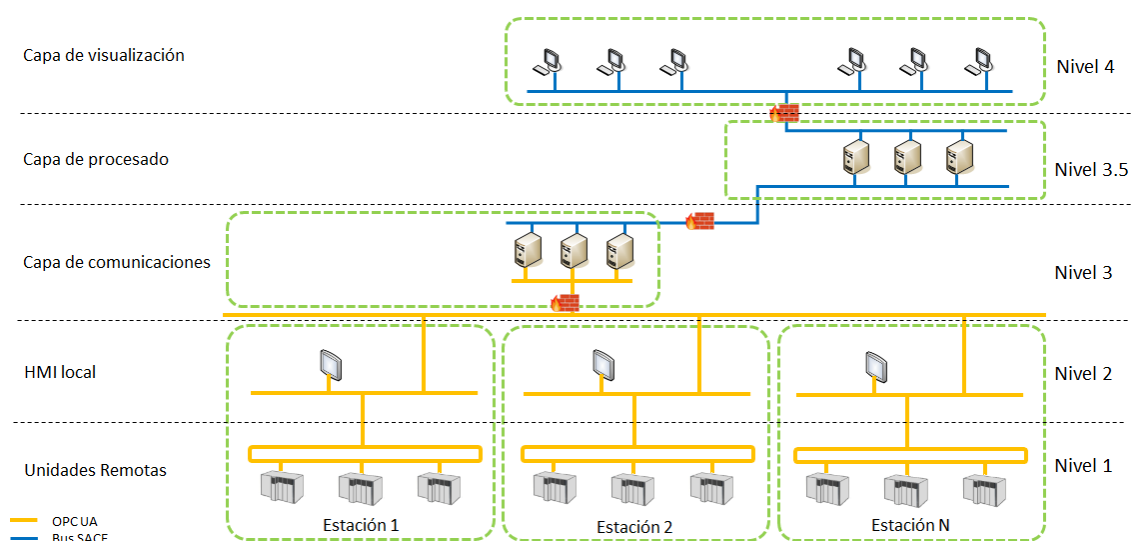 Capa de visualización
Nivel 4
Capa de procesado
Nivel 3.5
Capa de comunicaciones
Nivel 3
HMI local
Nivel 2
Unidades Remotas
Nivel 1
Estación 1
Estación 2
Estación N
OPC UA
Bus